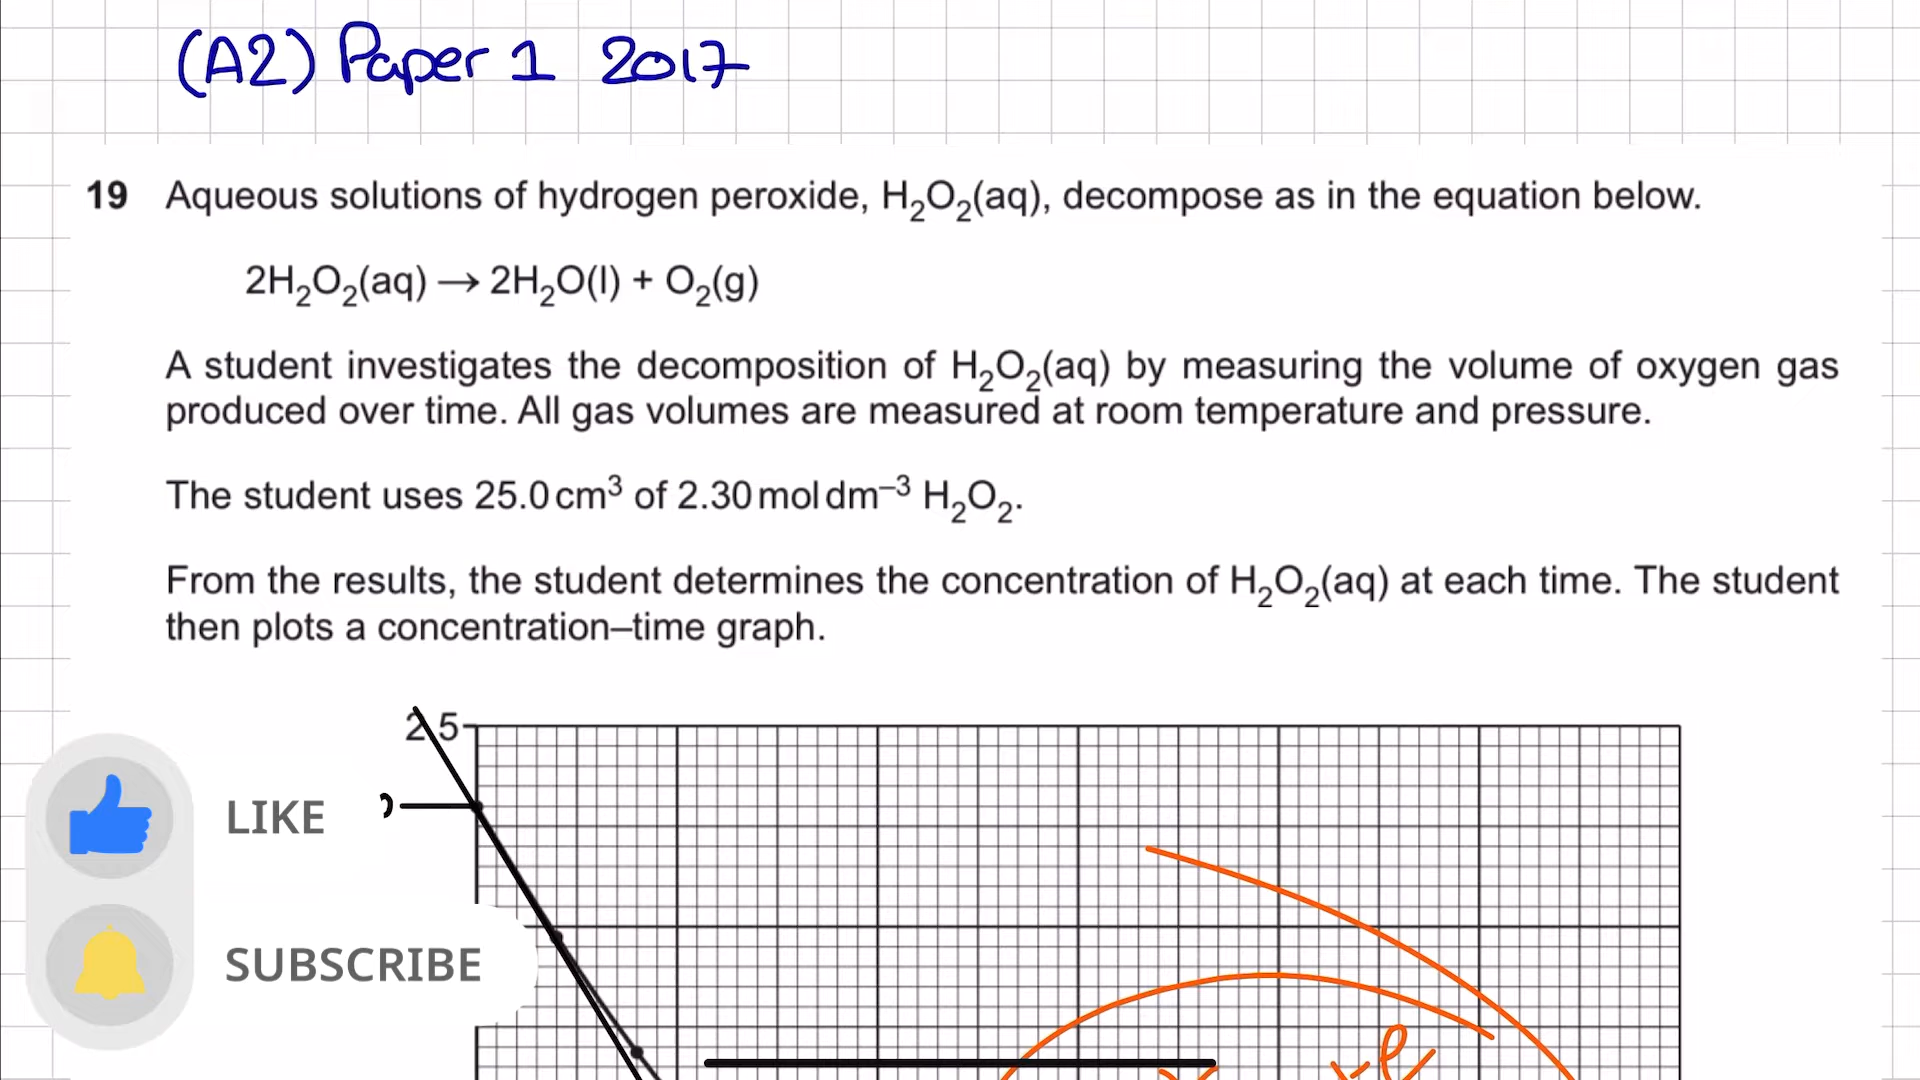 (A2) Paper 1 2017
19 Aqueous solutions of hydrogen peroxide, H₂O₂(aq), decompose as in the equation below.
2H₂O₂(aq) → 2H₂O(l) + O₂(g)
A student investigates the decomposition of H₂O₂(aq) by measuring the volume of oxygen gas
produced over time. All gas volumes are measured at room temperature and pressure.
The student uses 25.0 cm³ of 2.30 mol dm⁻³ H₂O₂.
From the results, the student determines the concentration of H₂O₂(aq) at each time. The student
then plots a concentration–time graph.
2.5
LIKE
SUBSCRIBE